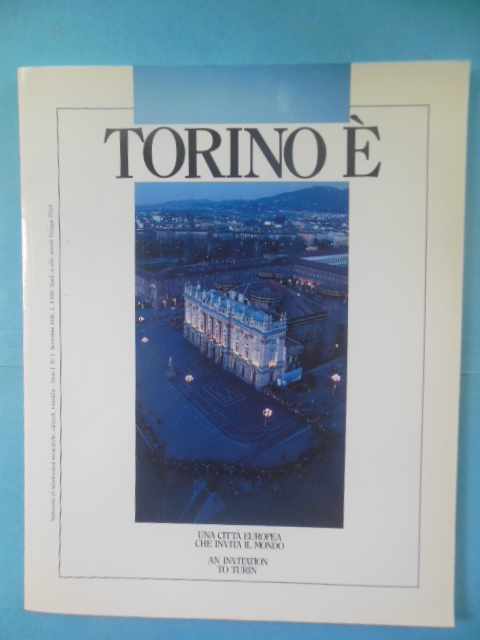 TORINO È
UNA CITTÀ EUROPEA
CHE INVITA IL MONDO
AN INVITATION
TO TURIN